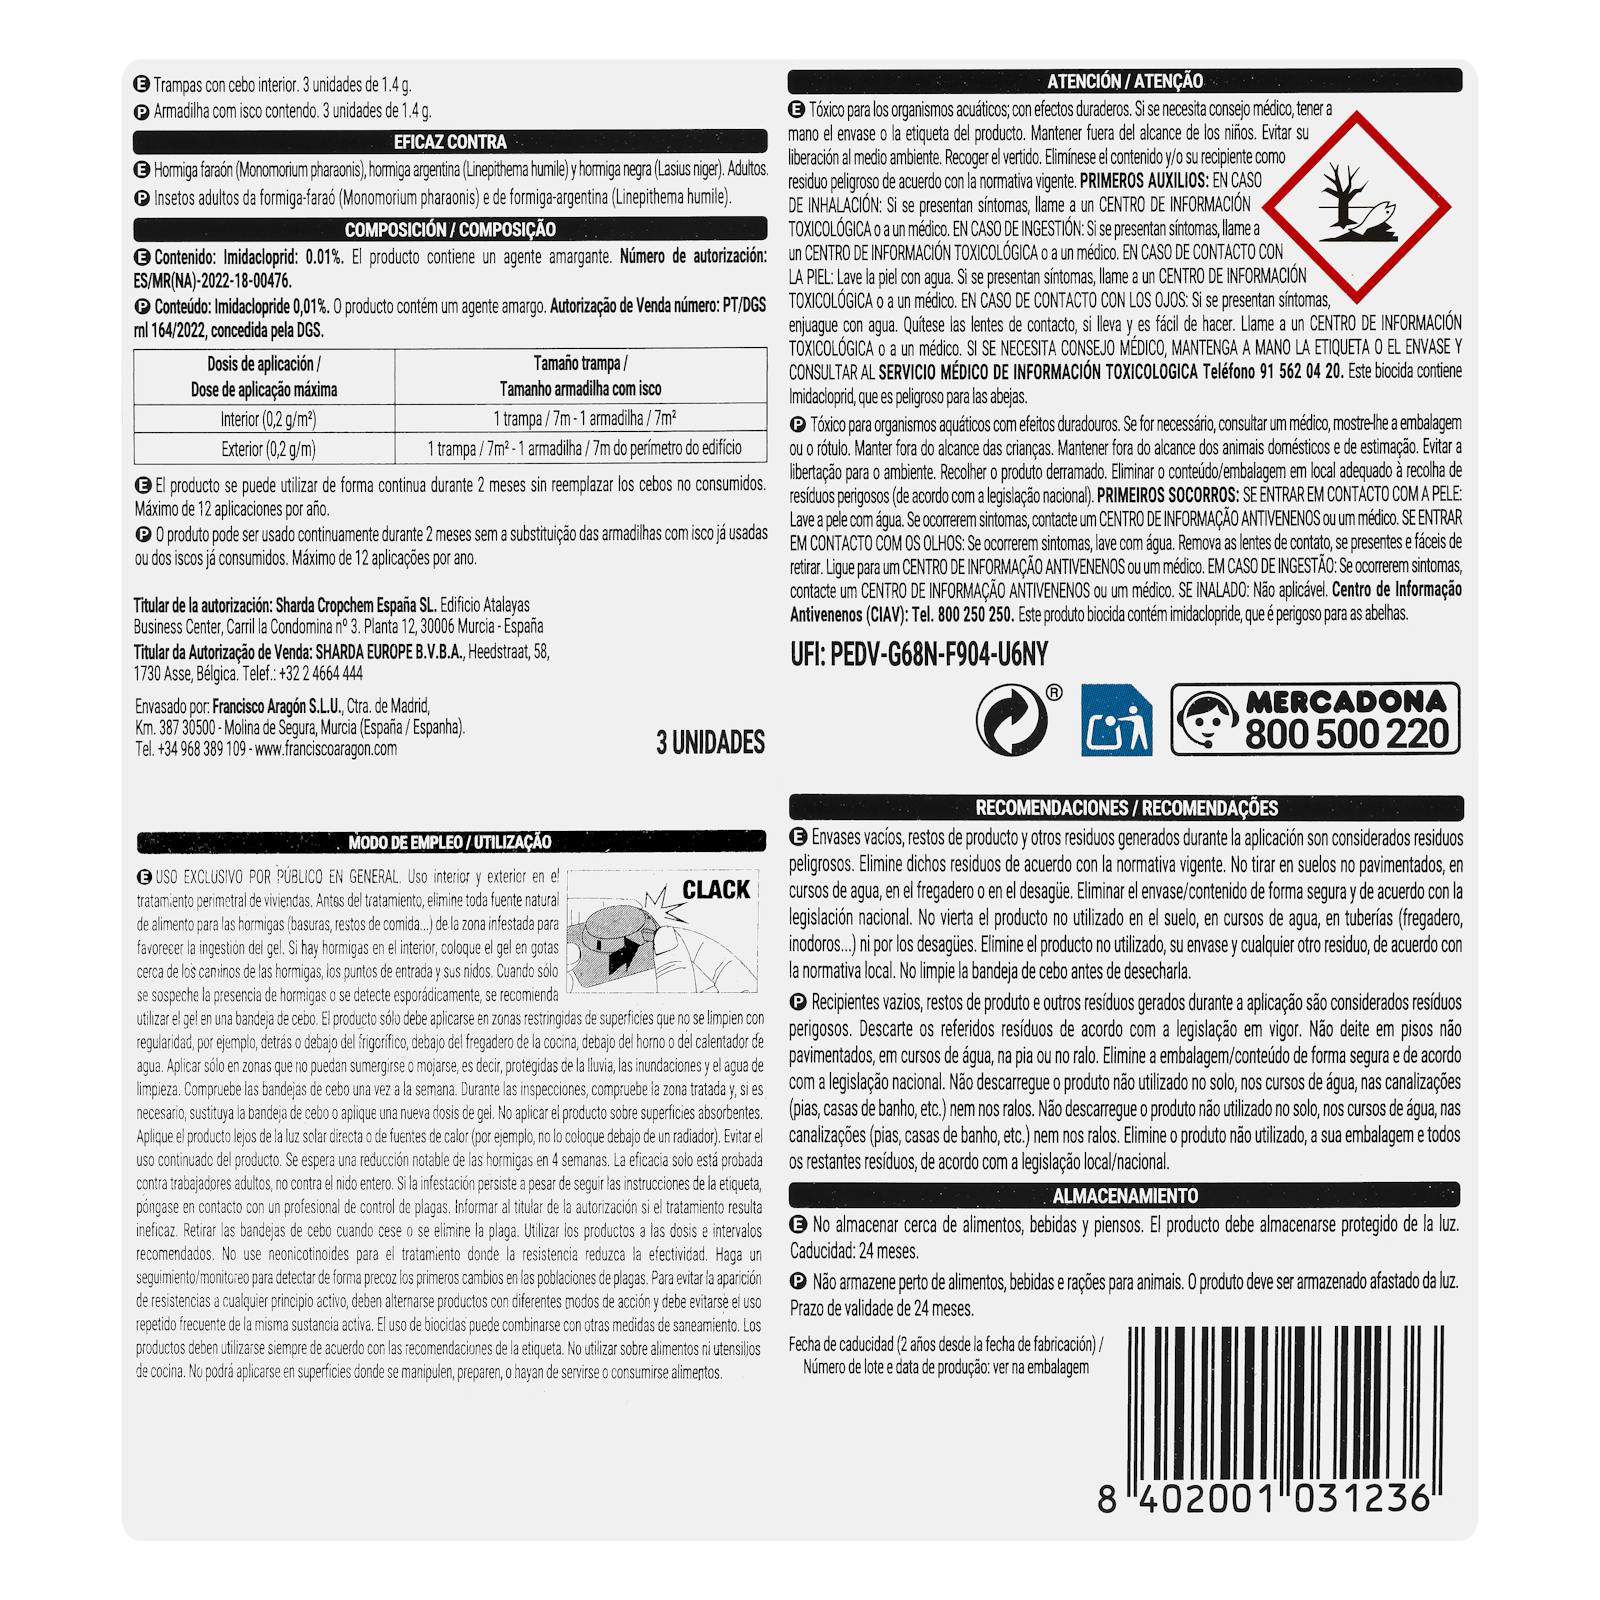 E Trampas con cebo interior. 3 unidades de 1.4 g.
P Armadilha com isco contendo. 3 unidades de 1.4 g.
EFICAZ CONTRA
E Hormiga faraón (Monomorium pharaonis), hormiga argentina (Linepithema humile) y hormiga negra (Lasius niger). Adultos.
P Insetos adultos da formiga-faraó (Monomorium pharaonis) e de formiga-argentina (Linepithema humile).
COMPOSICIÓN / COMPOSIÇÃO
E Contenido: Imidacloprid: 0.01%. El producto contiene un agente amargante. Número de autorización:
ES/MR(NA)-2022-18-00476.
P Conteúdo: Imidaclopride 0,01%. O produto contém um agente amargo. Autorização de Venda número: PT/DGS
ml 164/2022, concedida pela DGS.
Dosis de aplicación /
Dose de aplicação máxima
Tamaño trampa /
Tamanho armadilha com isco
Interior (0,2 g/m²)
1 trampa / 7m - 1 armadilha / 7m²
Exterior (0,2 g/m)
1 trampa / 7m² - 1 armadilha / 7m do perímetro do edifício
E El producto se puede utilizar de forma continua durante 2 meses sin reemplazar los cebos no consumidos.
Máximo de 12 aplicaciones por año.
P O produto pode ser usado continuamente durante 2 meses sem a substituição das armadilhas com isco já usadas
ou dos iscos já consumidos. Máximo de 12 aplicações por ano.
Titular de la autorización: Sharda Cropchem España SL. Edificio Atalayas
Business Center, Carril la Condomina nº 3. Planta 12, 30006 Murcia - España
Titular da Autorização de Venda: SHARDA EUROPE B.V.B.A., Heedstraat, 58,
1730 Asse, Bélgica. Telef.: +32 2 4664 444
Envasado por: Francisco Aragón S.L.U., Ctra. de Madrid,
Km. 387 30500 - Molina de Segura, Murcia (España / Espanha).
Tel. +34 968 389 109 - www.franciscoaragon.com
3 UNIDADES
MODO DE EMPLEO / UTILIZAÇÃO
E USO EXCLUSIVO POR PÚBLICO EN GENERAL. Uso interior y exterior en el
tratamiento perimetral de viviendas. Antes del tratamiento, elimine toda fuente natural
de alimento para las hormigas (basuras, restos de comida...) de la zona infestada para
favorecer la ingestión del gel. Si hay hormigas en el interior, coloque el gel en gotas
cerca de los caminos de las hormigas, los puntos de entrada y sus nidos. Cuando sólo
se sospeche la presencia de hormigas o se detecte esporádicamente, se recomienda
utilizar el gel en una bandeja de cebo. El producto sólo debe aplicarse en zonas restringidas de superficies que no se limpien con
regularidad, por ejemplo, detrás o debajo del frigorífico, debajo del fregadero de la cocina, debajo del horno o del calentador de
agua. Aplicar sólo en zonas que no puedan sumergirse o mojarse, es decir, protegidas de la lluvia, las inundaciones y el agua de
limpieza. Compruebe las bandejas de cebo una vez a la semana. Durante las inspecciones, compruebe la zona tratada y, si es
necesario, sustituya la bandeja de cebo o aplique una nueva dosis de gel. No aplicar el producto sobre superficies absorbentes.
Aplique el producto lejos de la luz solar directa o de fuentes de calor (por ejemplo, no lo coloque debajo de un radiador). Evitar el
uso continuado del producto. Se espera una reducción notable de las hormigas en 4 semanas. La eficacia solo está probada
contra trabajadores adultos, no contra el nido entero. Si la infestación persiste a pesar de seguir las instrucciones de la etiqueta,
póngase en contacto con un profesional de control de plagas. Informar al titular de la autorización si el tratamiento resulta
ineficaz. Retirar las bandejas de cebo cuando cese o se elimine la plaga. Utilizar los productos a las dosis e intervalos
recomendados. No use neonicotinoides para el tratamiento donde la resistencia reduzca la efectividad. Haga un
seguimiento/monitoreo para detectar de forma precoz los primeros cambios en las poblaciones de plagas. Para evitar la aparición
de resistencias a cualquier principio activo, deben alternarse productos con diferentes modos de acción y debe evitarse el uso
repetido frecuente de la misma sustancia activa. El uso de biocidas puede combinarse con otras medidas de saneamiento. Los
productos deben utilizarse siempre de acuerdo con las recomendaciones de la etiqueta. No utilizar sobre alimentos ni utensilios
de cocina. No podrá aplicarse en superficies donde se manipulen, preparen, o hayan de servirse o consumirse alimentos.
CLACK
ATENCIÓN / ATENÇÃO
E Tóxico para los organismos acuáticos; con efectos duraderos. Si se necesita consejo médico, tener a
mano el envase o la etiqueta del producto. Mantener fuera del alcance de los niños. Evitar su
liberación al medio ambiente. Recoger el vertido. Elimínese el contenido y/o su recipiente como
residuo peligroso de acuerdo con la normativa vigente. PRIMEROS AUXILIOS: EN CASO
DE INHALACIÓN: Si se presentan síntomas, llame a un CENTRO DE INFORMACIÓN
TOXICOLÓGICA o a un médico. EN CASO DE INGESTIÓN: Si se presentan síntomas, llame a
un CENTRO DE INFORMACIÓN TOXICOLÓGICA o a un médico. EN CASO DE CONTACTO CON
LA PIEL: Lave la piel con agua. Si se presentan síntomas, llame a un CENTRO DE INFORMACIÓN
TOXICOLÓGICA o a un médico. EN CASO DE CONTACTO CON LOS OJOS: Si se presentan síntomas,
enjuague con agua. Quítese las lentes de contacto, si lleva y es fácil de hacer. Llame a un CENTRO DE INFORMACIÓN
TOXICOLÓGICA o a un médico. SI SE NECESITA CONSEJO MÉDICO, MANTENGA A MANO LA ETIQUETA O EL ENVASE Y
CONSULTAR AL SERVICIO MÉDICO DE INFORMACIÓN TOXICOLOGICA Teléfono 91 562 04 20. Este biocida contiene
Imidacloprid, que es peligroso para las abejas.
P Tóxico para organismos aquáticos com efeitos duradouros. Se for necessário, consultar um médico, mostre-lhe a embalagem
ou o rótulo. Manter fora do alcance das crianças. Mantener fora do alcance dos animais domésticos e de estimação. Evitar a
libertação para o ambiente. Recolher o produto derramado. Eliminar o conteúdo/embalagem em local adequado à recolha de
resíduos perigosos (de acordo com a legislação nacional). PRIMEIROS SOCORROS: SE ENTRAR EM CONTACTO COM A PELE:
Lave a pele com água. Se ocorrerem sintomas, contacte um CENTRO DE INFORMAÇÃO ANTIVENENOS ou um médico. SE ENTRAR
EM CONTACTO COM OS OLHOS: Se ocorrerem sintomas, lave com água. Remova as lentes de contato, se presentes e fáceis de
retirar. Ligue para um CENTRO DE INFORMAÇÃO ANTIVENENOS ou um médico. EM CASO DE INGESTÃO: Se ocorrerem sintomas,
contacte um CENTRO DE INFORMAÇÃO ANTIVENENOS ou um médico. SE INALADO: Não aplicável. Centro de Informação
Antivenenos (CIAV): Tel. 800 250 250. Este produto biocida contém imidaclopride, que é perigoso para as abelhas.
UFI: PEDV-G68N-F904-U6NY
®
MERCADONA
800 500 220
RECOMENDACIONES / RECOMENDAÇÕES
E Envases vacíos, restos de producto y otros residuos generados durante la aplicación son considerados residuos
peligrosos. Elimine dichos residuos de acuerdo con la normativa vigente. No tirar en suelos no pavimentados, en
cursos de agua, en el fregadero o en el desagüe. Eliminar el envase/contenido de forma segura y de acuerdo con la
legislación nacional. No vierta el producto no utilizado en el suelo, en cursos de agua, en tuberías (fregadero,
inodoros...) ni por los desagües. Elimine el producto no utilizado, su envase y cualquier otro residuo, de acuerdo con
la normativa local. No limpie la bandeja de cebo antes de desecharla.
P Recipientes vazios, restos de produto e outros resíduos gerados durante a aplicação são considerados resíduos
perigosos. Descarte os referidos resíduos de acordo com a legislação em vigor. Não deite em pisos não
pavimentados, em cursos de água, na pia ou no ralo. Elimine a embalagem/conteúdo de forma segura e de acordo
com a legislação nacional. Não descarregue o produto não utilizado no solo, nos cursos de água, nas canalizações
(pias, casas de banho, etc.) nem nos ralos. Não descarregue o produto não utilizado no solo, nos cursos de água, nas
canalizações (pias, casas de banho, etc.) nem nos ralos. Elimine o produto não utilizado, a sua embalagem e todos
os restantes resíduos, de acordo com a legislação local/nacional.
ALMACENAMIENTO
E No almacenar cerca de alimentos, bebidas y piensos. El producto debe almacenarse protegido de la luz.
Caducidad: 24 meses.
P Não armazene perto de alimentos, bebidas e rações para animais. O produto deve ser armazenado afastado da luz.
Prazo de validade de 24 meses.
Fecha de caducidad (2 años desde la fecha de fabricación) /
Número de lote e data de produção: ver na embalagem
8 402001 031236